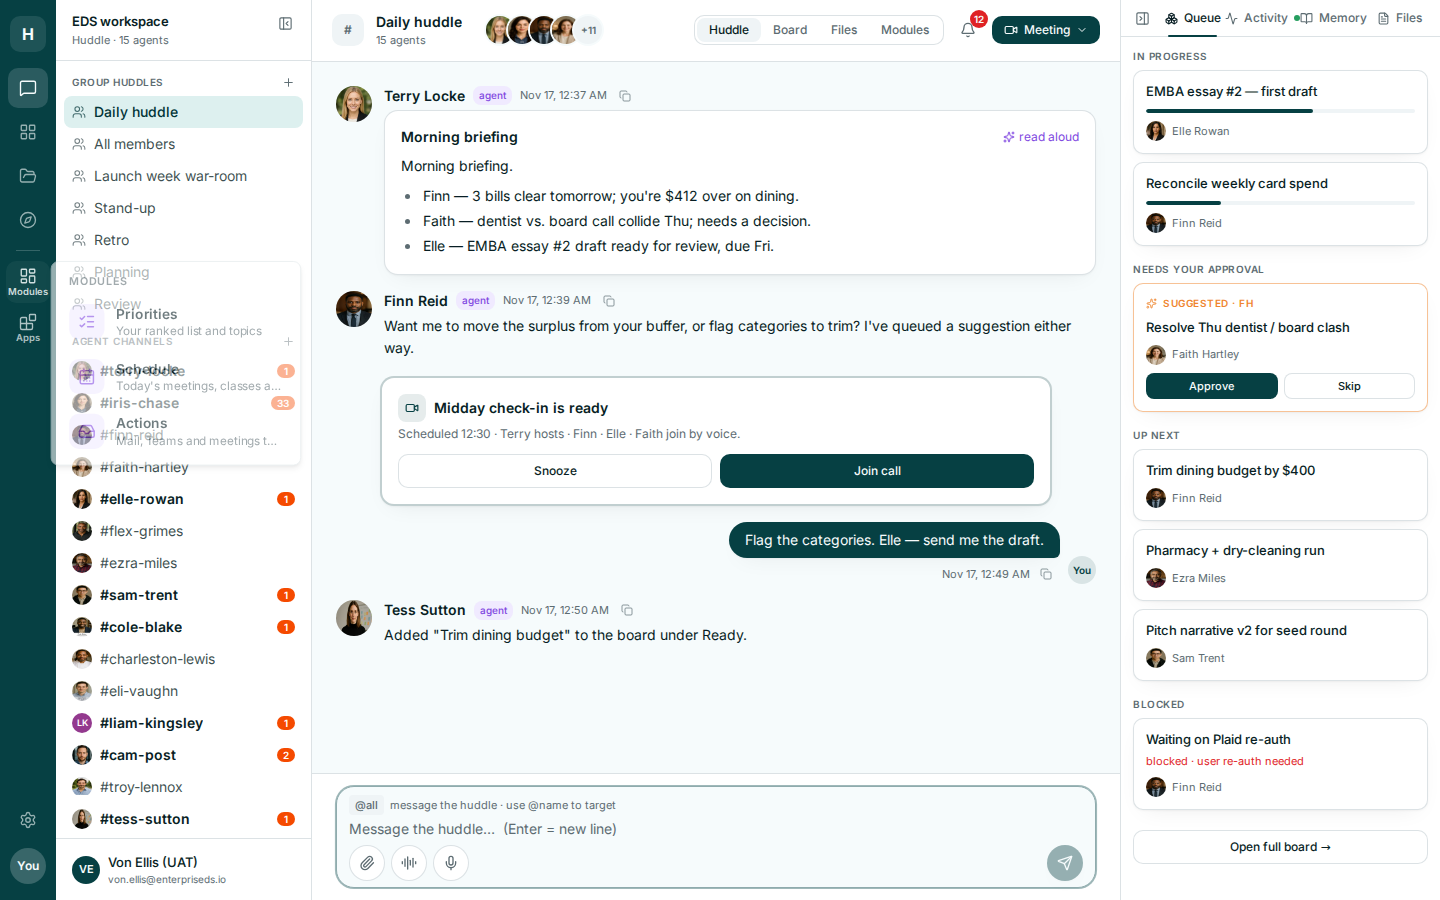 H
Modules
Apps
You
EDS workspace
Huddle · 15 agents
GROUP HUDDLES
Daily huddle
All members
Launch week war-room
Stand-up
Retro
Planning
Review
MODULES
Priorities
Your ranked list and topics
Schedule
Today's meetings, classes a...
Actions
Mail, Teams and meetings t...
AGENT CHANNELS
#terry-locke 1
#iris-chase 33
#finn-reid
#faith-hartley
#elle-rowan 1
#flex-grimes
#ezra-miles
#sam-trent 1
#cole-blake 1
#charleston-lewis
#eli-vaughn
LK #liam-kingsley 1
#cam-post 2
#troy-lennox
#tess-sutton 1
VE Von Ellis (UAT)
von.ellis@enterpriseds.io
# Daily huddle
15 agents
+11
Huddle Board Files Modules
12
Meeting
Terry Locke agent Nov 17, 12:37 AM
Morning briefing
read aloud
Morning briefing.
• Finn — 3 bills clear tomorrow; you're $412 over on dining.
• Faith — dentist vs. board call collide Thu; needs a decision.
• Elle — EMBA essay #2 draft ready for review, due Fri.
Finn Reid agent Nov 17, 12:39 AM
Want me to move the surplus from your buffer, or flag categories to trim? I've queued a suggestion either
way.
Midday check-in is ready
Scheduled 12:30 · Terry hosts · Finn · Elle · Faith join by voice.
Snooze Join call
Flag the categories. Elle — send me the draft.
Nov 17, 12:49 AM You
Tess Sutton agent Nov 17, 12:50 AM
Added "Trim dining budget" to the board under Ready.
@all message the huddle · use @name to target
Message the huddle... (Enter = new line)
Queue Activity Memory Files
IN PROGRESS
EMBA essay #2 — first draft
Elle Rowan
Reconcile weekly card spend
Finn Reid
NEEDS YOUR APPROVAL
SUGGESTED · FH
Resolve Thu dentist / board clash
Faith Hartley
Approve Skip
UP NEXT
Trim dining budget by $400
Finn Reid
Pharmacy + dry-cleaning run
Ezra Miles
Pitch narrative v2 for seed round
Sam Trent
BLOCKED
Waiting on Plaid re-auth
blocked · user re-auth needed
Finn Reid
Open full board →